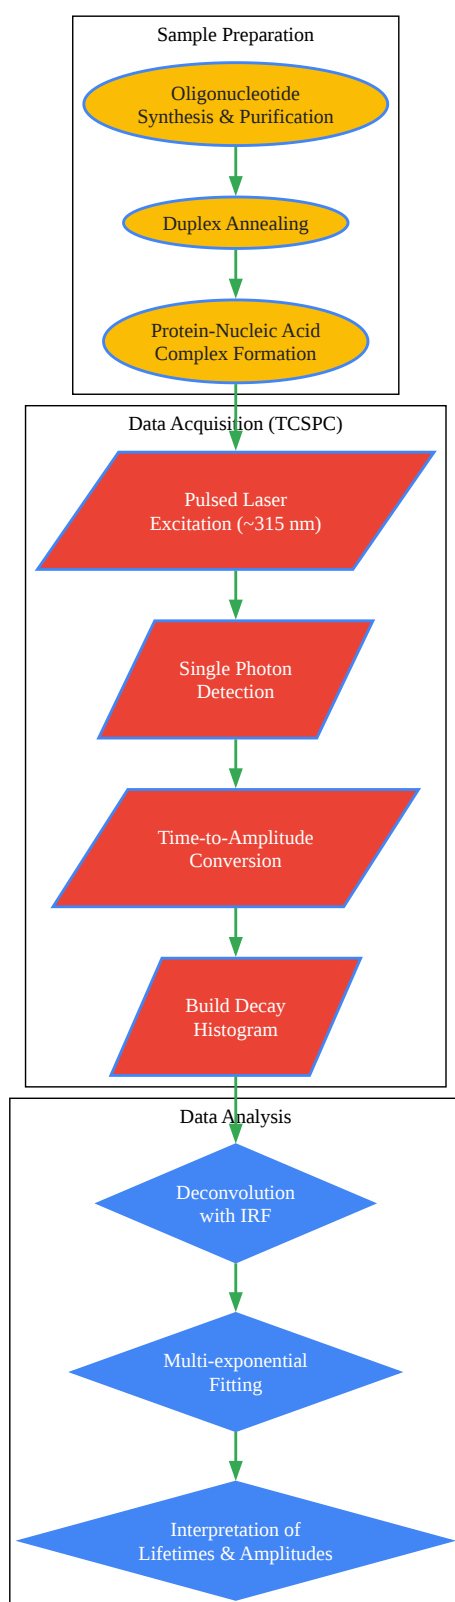 Sample Preparation
Oligonucleotide
Synthesis & Purification
Duplex Annealing
Protein-Nucleic Acid
Complex Formation
Data Acquisition (TCSPC)
Pulsed Laser
Excitation (~315 nm)
Single Photon
Detection
Time-to-Amplitude
Conversion
Build Decay
Histogram
Data Analysis
Deconvolution
with IRF
Multi-exponential
Fitting
Interpretation of
Lifetimes & Amplitudes